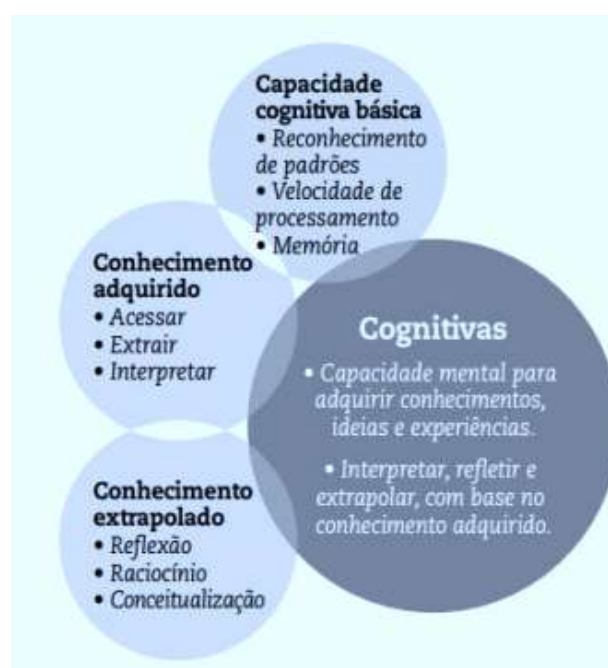 Capacidade
cognitiva básica
• Reconhecimento
de padrões
• Velocidade de
processamento
• Memória
Conhecimento
adquirido
• Acessar
• Extrair
• Interpretar
Cognitivas
• Capacidade mental para
adquirir conhecimentos,
ideias e experiências.
• Interpretar, refletir e
extrapolar, com base no
conhecimento adquirido.
Conhecimento
extrapolado
• Reflexão
• Raciocínio
• Conceitualização